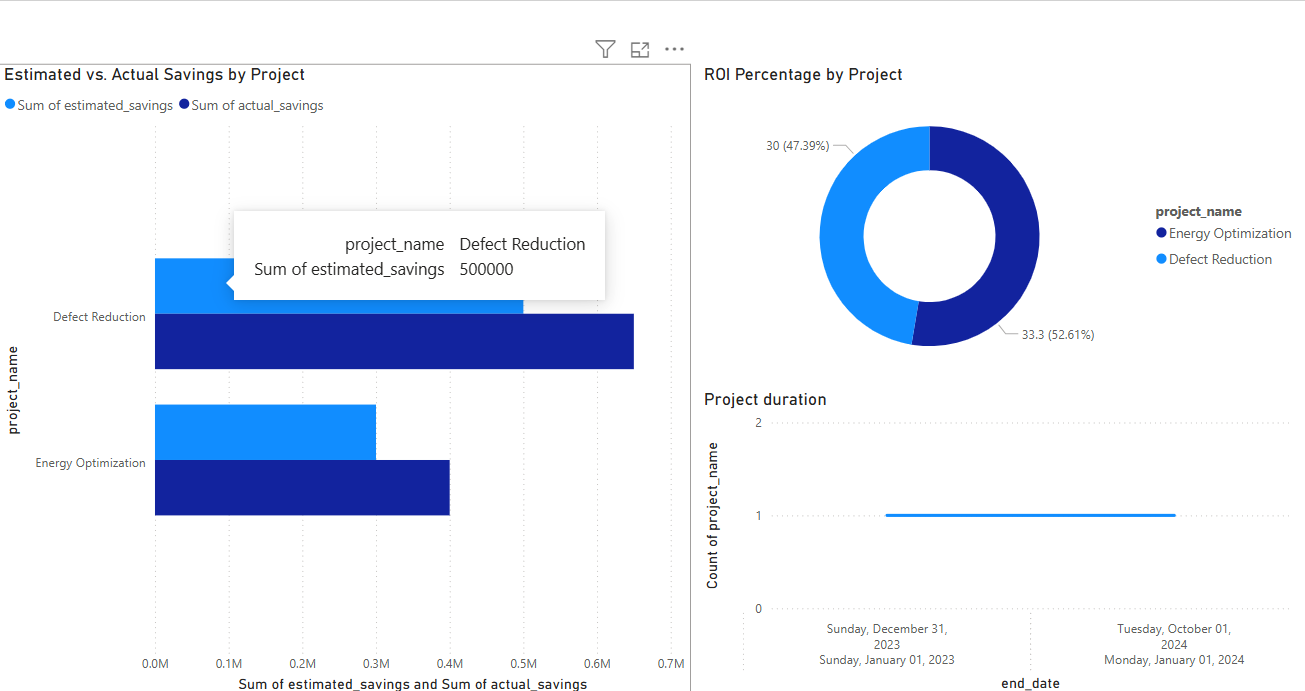 Estimated vs. Actual Savings by Project
Sum of estimated_savings Sum of actual_savings
project_name
project_name Defect Reduction
Sum of estimated_savings 500000
Defect Reduction
Energy Optimization
0.0M 0.1M 0.2M 0.3M 0.4M 0.5M 0.6M 0.7M
Sum of estimated_savings and Sum of actual_savings
ROI Percentage by Project
30 (47.39%)
33.3 (52.61%)
project_name
Energy Optimization
Defect Reduction
Project duration
Count of project_name
2
1
0
Sunday, December 31,
2023
Sunday, January 01, 2023
Tuesday, October 01,
2024
Monday, January 01, 2024
end_date